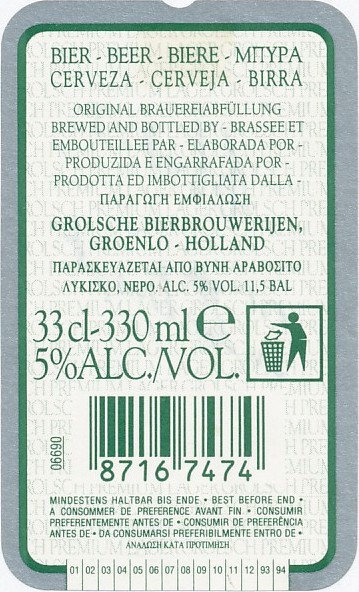 BIER - BEER - BIERE - ΜΠΥΡΑ
CERVEZA - CERVEJA - BIRRA
ORIGINAL BRAUEREIABFÜLLUNG
BREWED AND BOTTLED BY - BRASSEE ET
EMBOUTEILLEE PAR - ELABORADA POR -
PRODUZIDA E ENGARRAFADA POR -
PRODOTTA ED IMBOTTIGLIATA DALLA -
ΠΑΡΑΓΩΓΗ ΕΜΦΙΑΛΩΣΗ
GROLSCHE BIERBROUWERIJEN,
GROENLO - HOLLAND
ΠΑΡΑΣΚΕΥΑΖΕΤΑΙ ΑΠΟ ΒΥΝΗ ΑΡΑΒΟΣΙΤΟ
ΛΥΚΙΣΚΟ, ΝΕΡΟ. ALC. 5% VOL. 11,5 BAL
33 cl-330 ml e
5%ALC./VOL.
06690
8716 7474
MINDESTENS HALTBAR BIS ENDE • BEST BEFORE END •
A CONSOMMER DE PREFERENCE AVANT FIN • CONSUMIR
PREFERENTEMENTE ANTES DE • CONSUMIR DE PREFERÊNCIA
ANTES DE • DA CONSUMARSI PREFERIBILMENTE ENTRO DE •
ΑΝΑΛΩΣΗ ΚΑΤΑ ΠΡΟΤΙΜΗΣΗ
01 02 03 04 05 06 07 08 09 10 11 12 93 94